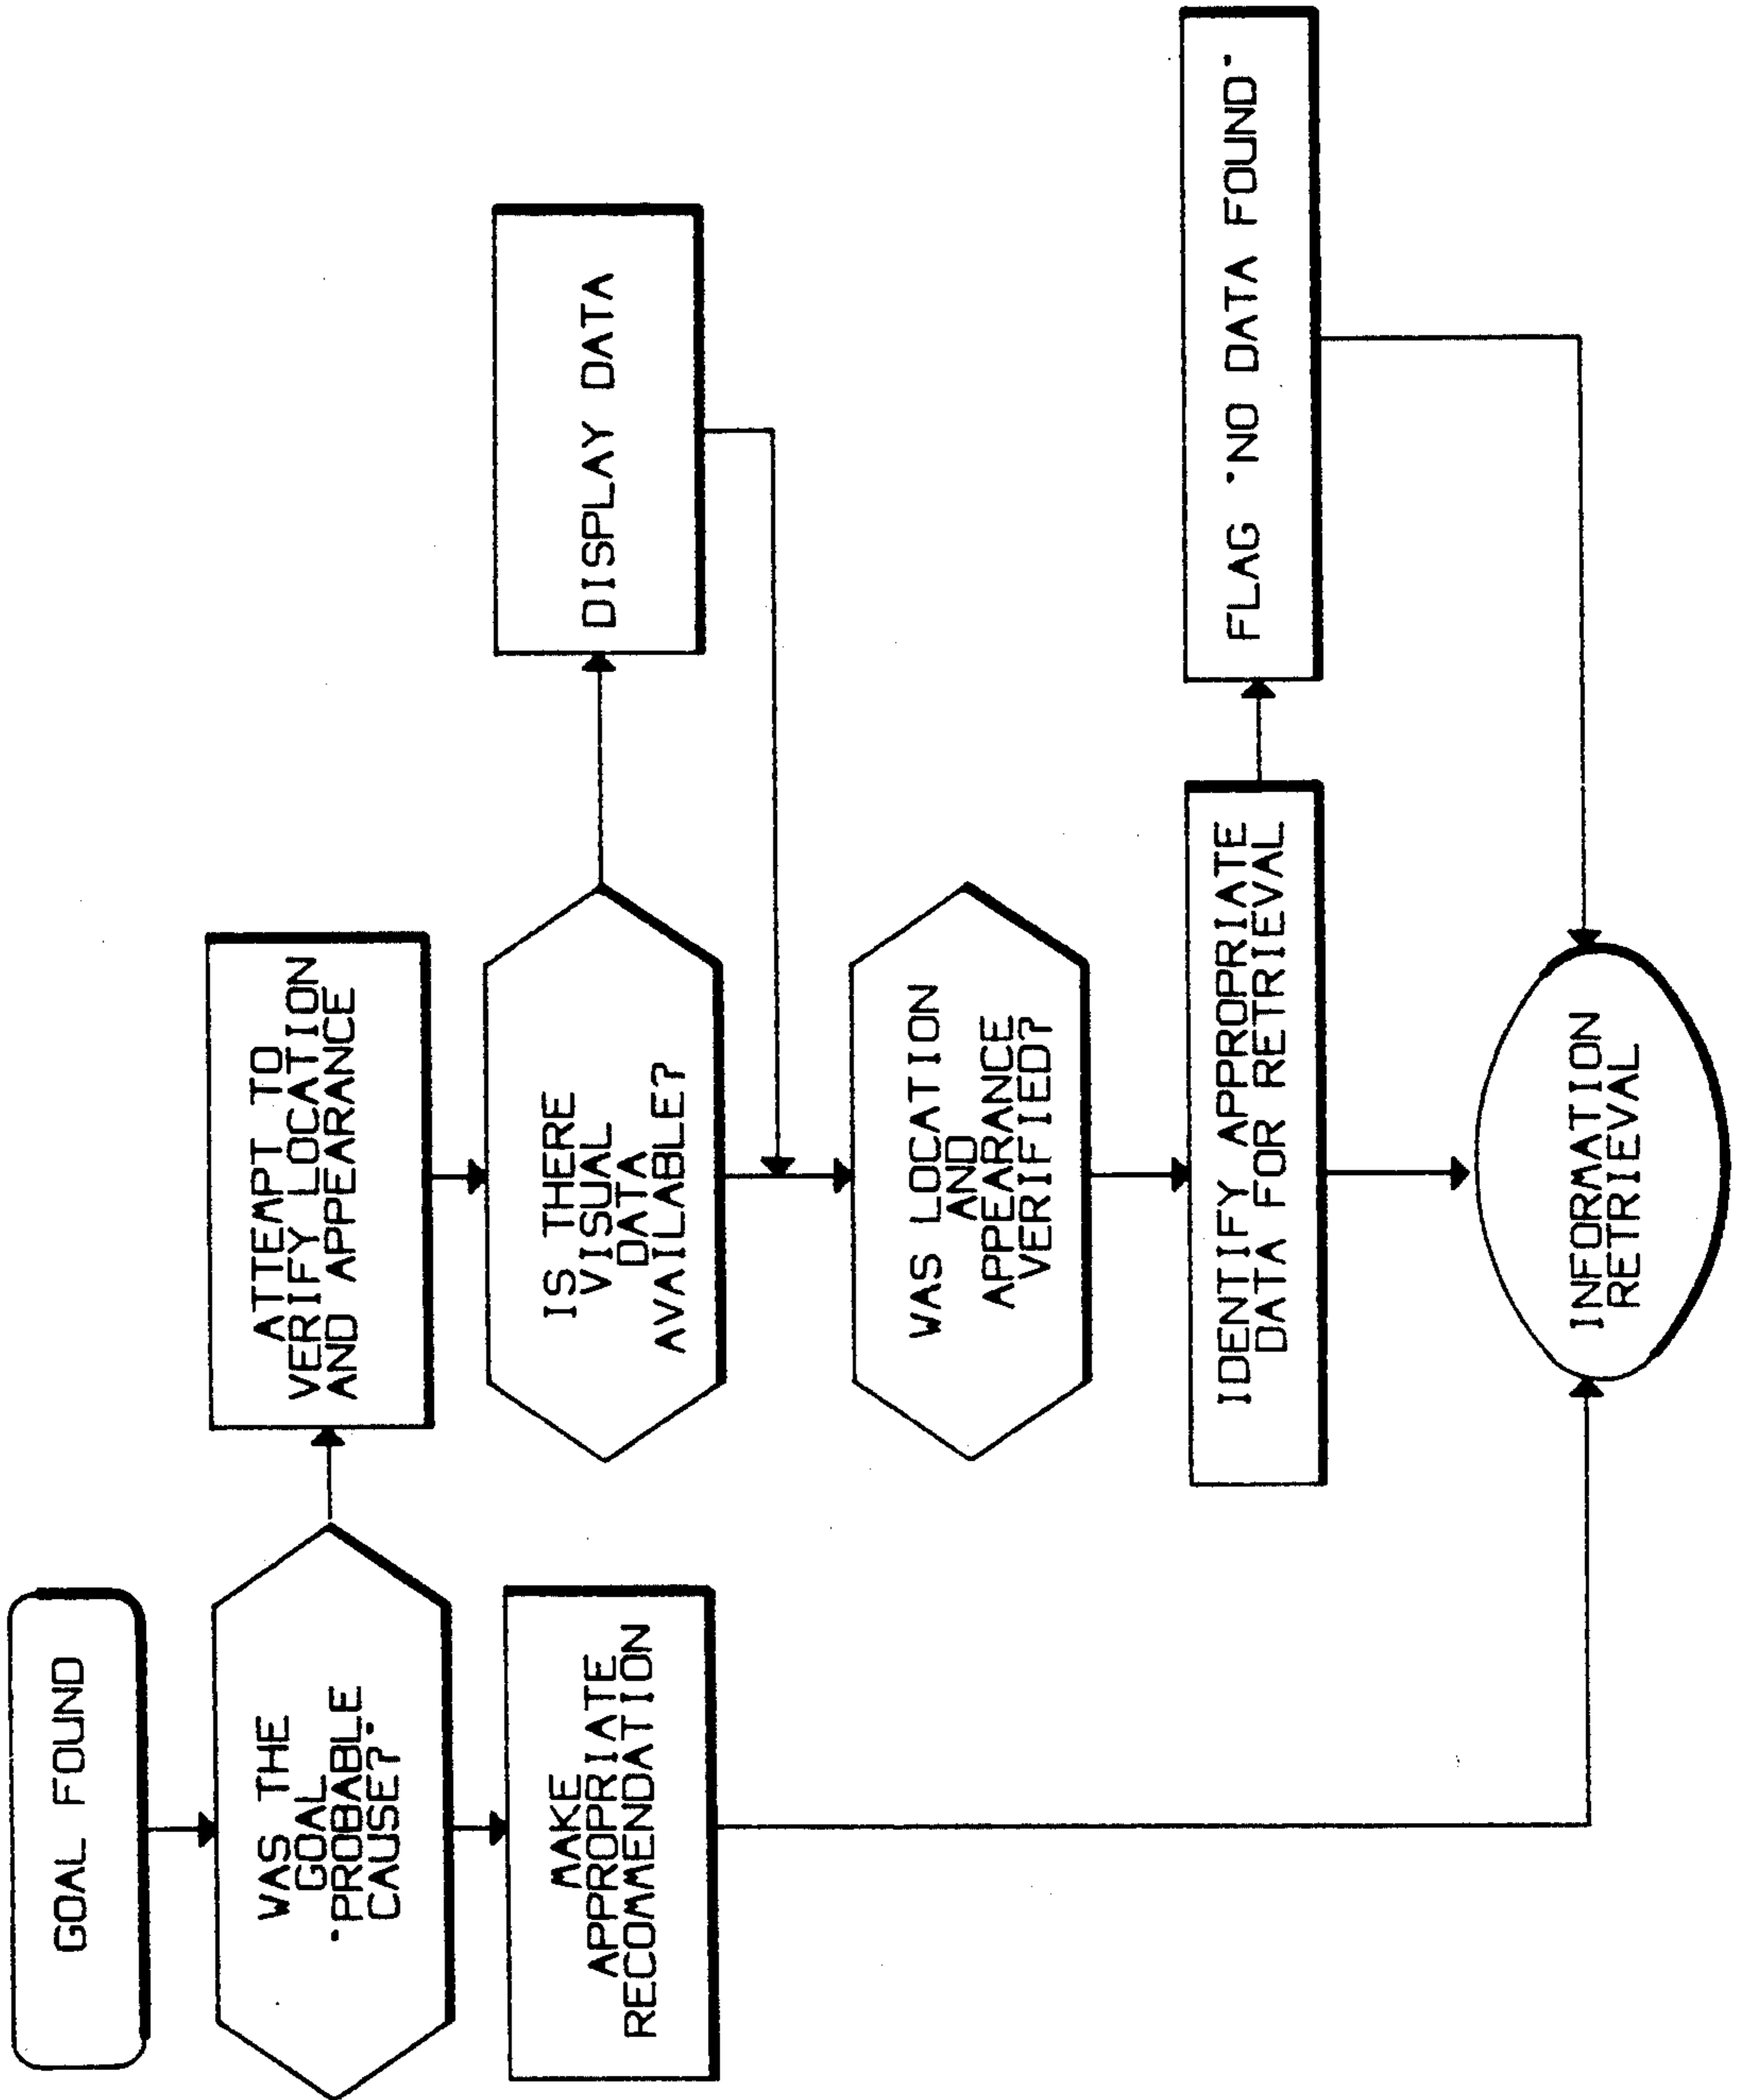 GOAL FOUND
WAS THE
GOAL
"PROBABLE
CAUSE?"
ATTEMPT TO
VERIFY LOCATION
AND APPEARANCE
MAKE
APPROPRIATE
RECOMMENDATION
IS THERE
VISUAL
DATA
AVAILABLE?
DISPLAY DATA
WAS LOCATION
AND
APPEARANCE
VERIFIED?
IDENTIFY APPROPRIATE
DATA FOR RETRIEVAL
FLAG "NO DATA FOUND"
INFORMATION
RETRIEVAL